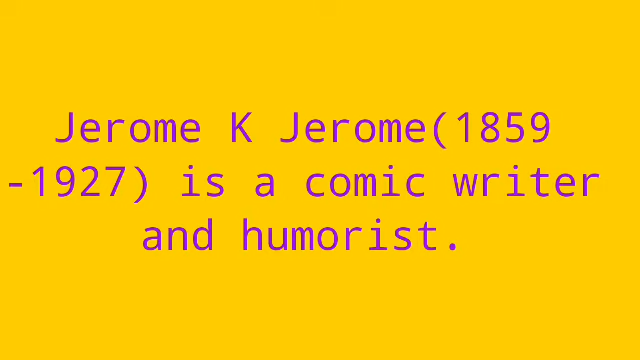 Jerome K Jerome(1859
-1927) is a comic writer
and humorist.